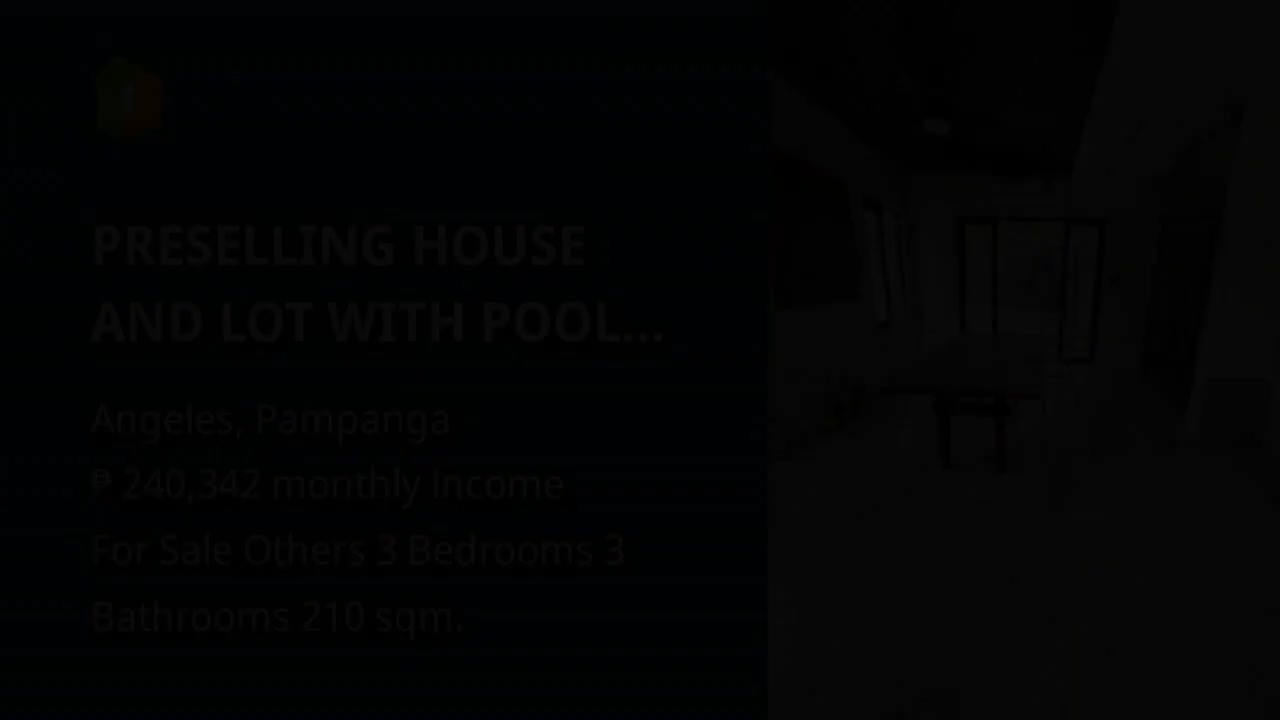 PRESELLING HOUSE
AND LOT WITH POOL...
Angeles, Pampanga
₱ 240,342 monthly Income
For Sale Others 3 Bedrooms 3
Bathrooms 210 sqm.